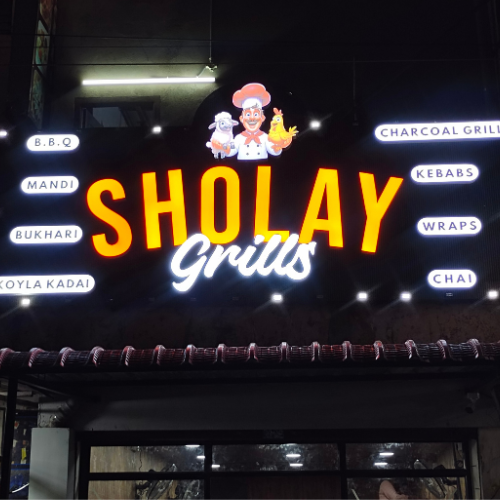 B.B.Q
MANDI
BUKHARI
KOYLA KADAI
SHOLAY
Grills
CHARCOAL GRILL
KEBABS
WRAPS
CHAI